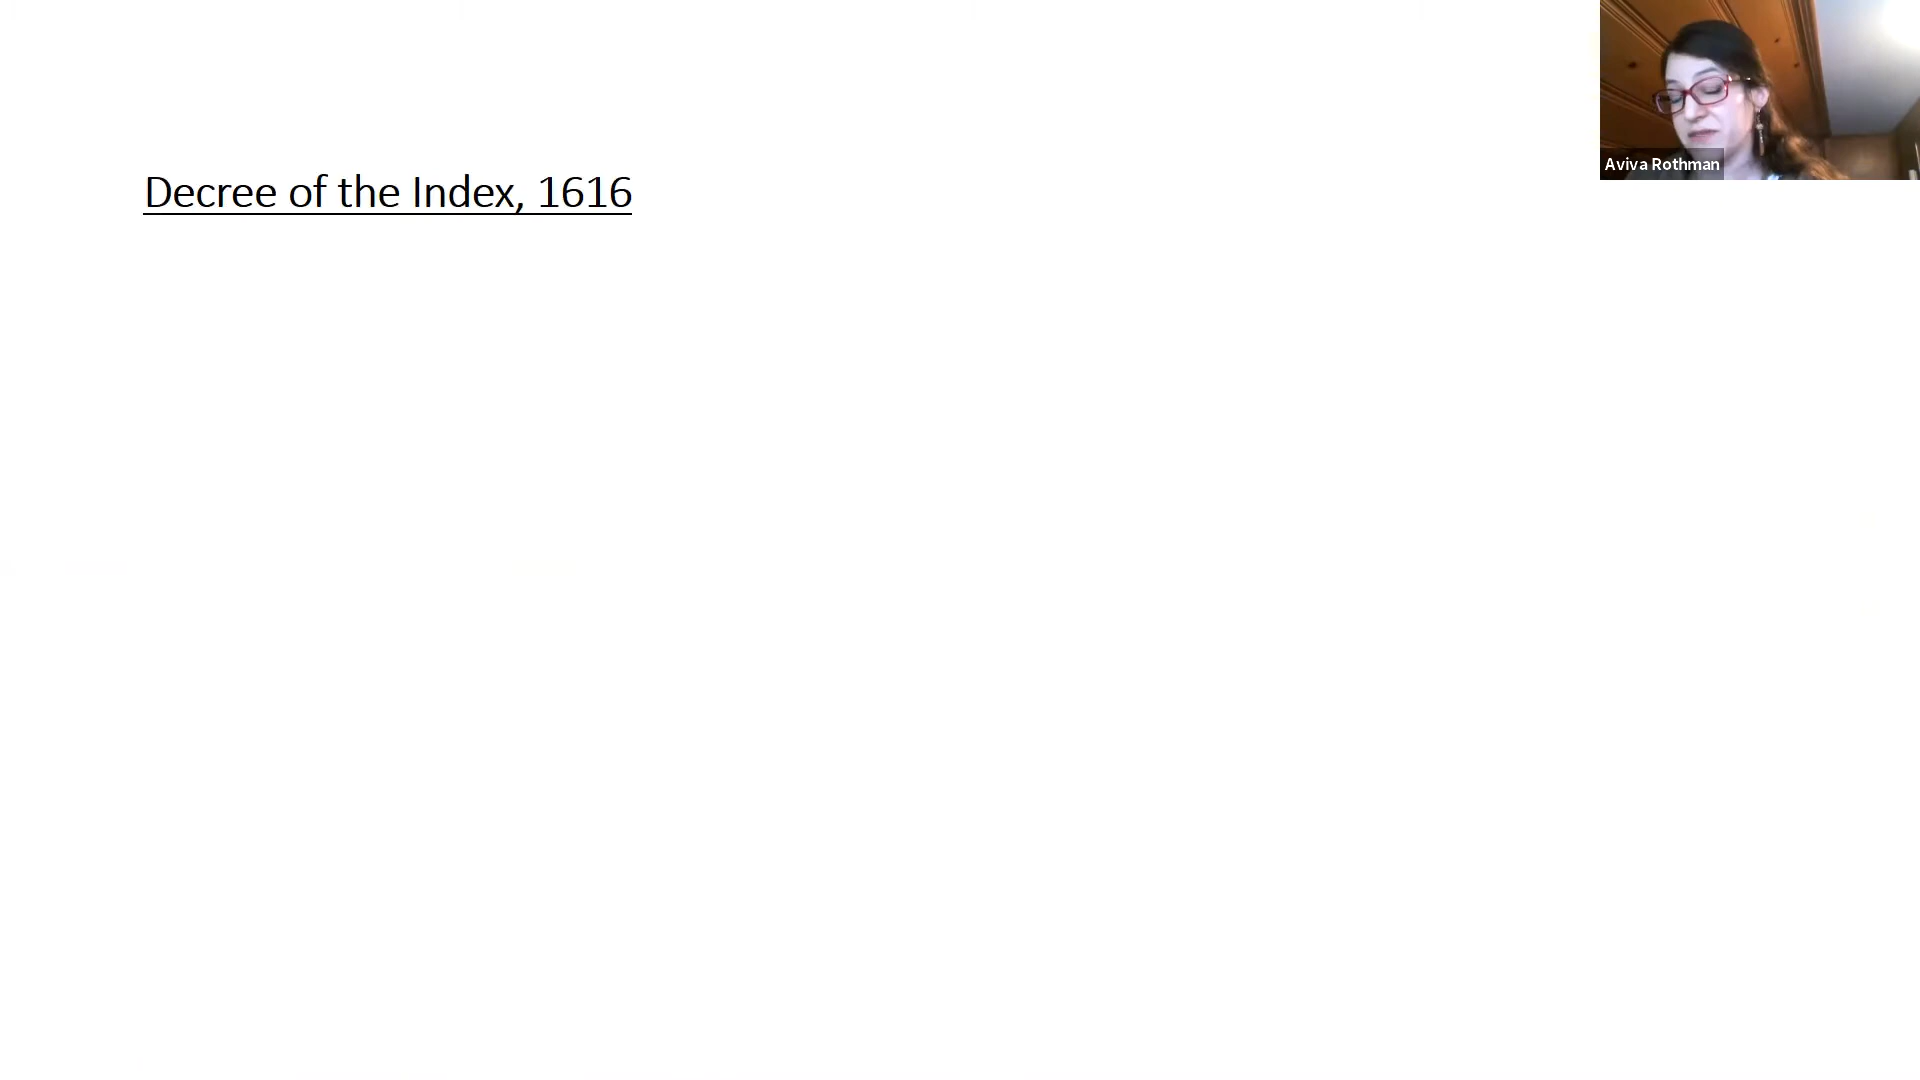 Decree of the Index, 1616
Aviva Rothman